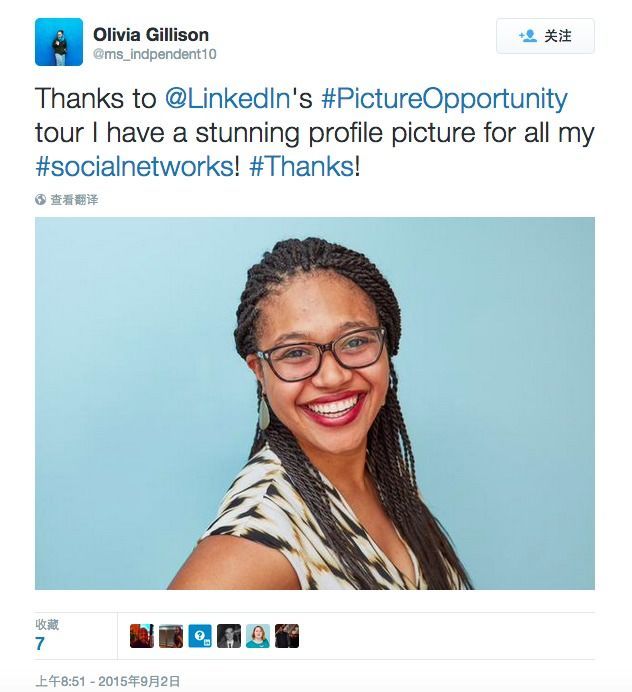 Olivia Gillison
@ms_indpendent10
关注
Thanks to @LinkedIn's #PictureOpportunity
tour I have a stunning profile picture for all my
#socialnetworks! #Thanks!
查看翻译
收藏
7
上午8:51 - 2015年9月2日